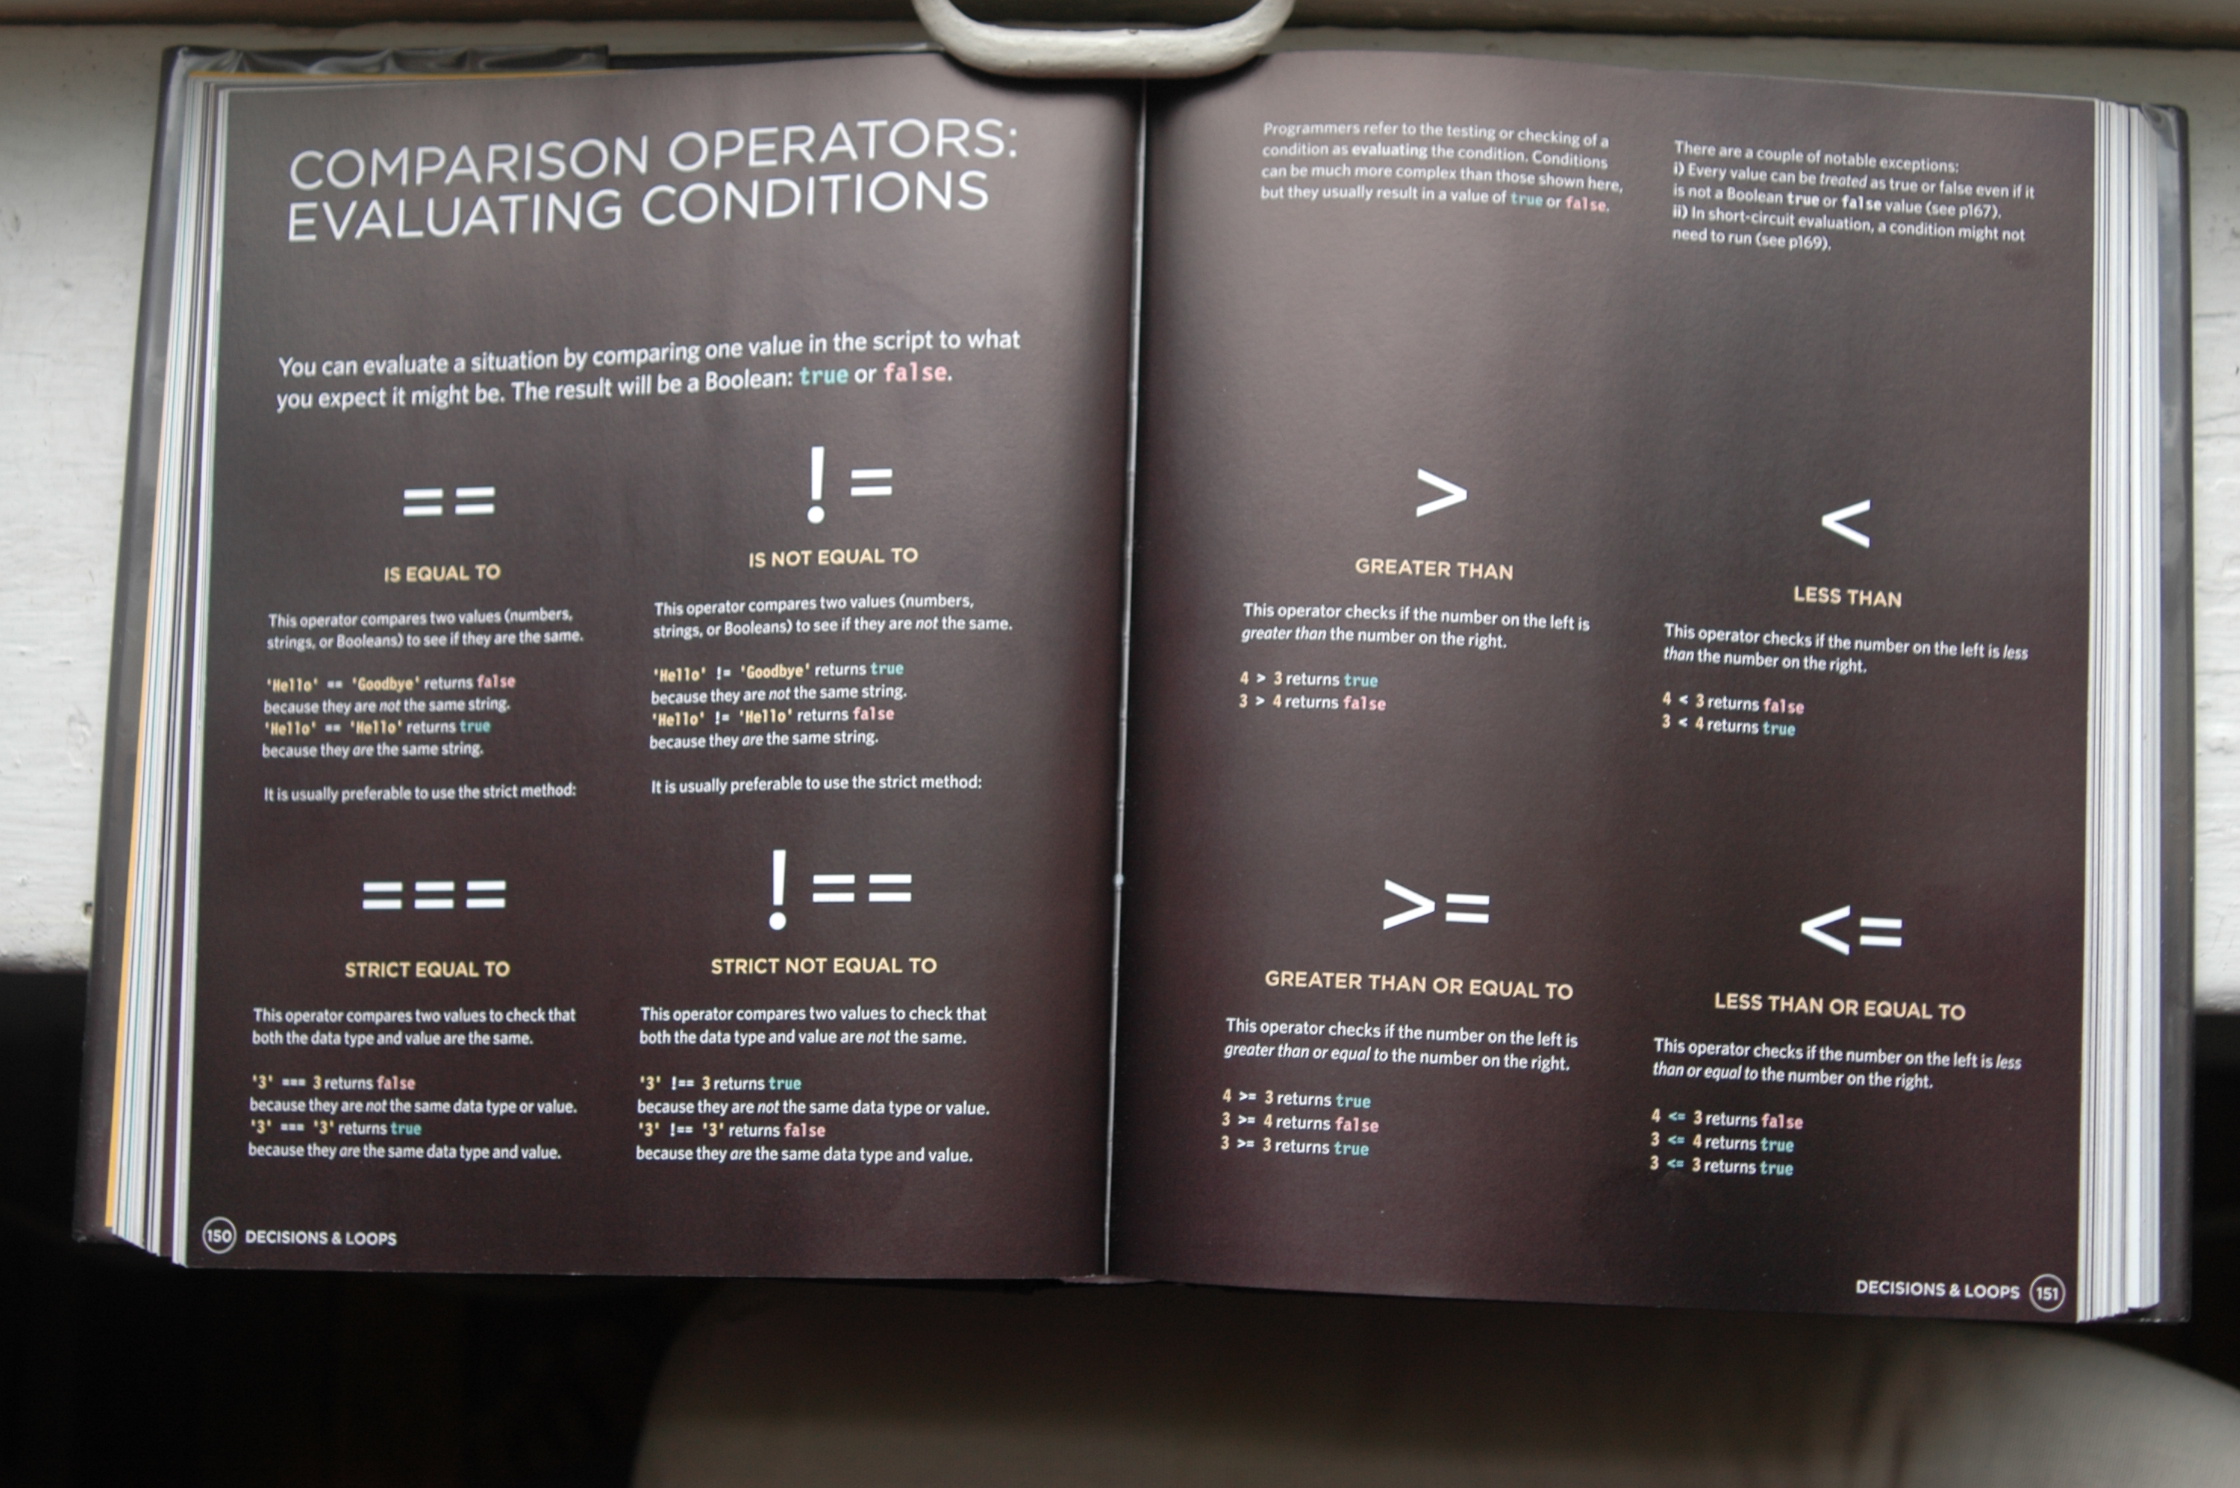 COMPARISON OPERATORS:
EVALUATING CONDITIONS
You can evaluate a situation by comparing one value in the script to what
you expect it might be. The result will be a Boolean: true or false.
==
IS EQUAL TO
This operator compares two values (numbers,
strings, or Booleans) to see if they are the same.
'Hello' == 'Goodbye' returns false
because they are not the same string.
'Hello' == 'Hello' returns true
because they are the same string.
It is usually preferable to use the strict method:
!=
IS NOT EQUAL TO
This operator compares two values (numbers,
strings, or Booleans) to see if they are not the same.
'Hello' != 'Goodbye' returns true
because they are not the same string.
'Hello' != 'Hello' returns false
because they are the same string.
It is usually preferable to use the strict method:
===
STRICT EQUAL TO
This operator compares two values to check that
both the data type and value are the same.
'3' === 3 returns false
because they are not the same data type or value.
'3' === '3' returns true
because they are the same data type and value.
!==
STRICT NOT EQUAL TO
This operator compares two values to check that
both the data type and value are not the same.
'3' !== 3 returns true
because they are not the same data type or value.
'3' !== '3' returns false
because they are the same data type and value.
150 DECISIONS & LOOPS
Programmers refer to the testing or checking of a
condition as evaluating the condition. Conditions
can be much more complex than those shown here,
but they usually result in a value of true or false.
There are a couple of notable exceptions:
i) Every value can be treated as true or false even if it
is not a Boolean true or false value (see p167).
ii) In short-circuit evaluation, a condition might not
need to run (see p169).
>
GREATER THAN
This operator checks if the number on the left is
greater than the number on the right.
4 > 3 returns true
3 > 4 returns false
<
LESS THAN
This operator checks if the number on the left is less
than the number on the right.
4 < 3 returns false
3 < 4 returns true
>=
GREATER THAN OR EQUAL TO
This operator checks if the number on the left is
greater than or equal to the number on the right.
4 >= 3 returns true
3 >= 4 returns false
3 >= 3 returns true
<=
LESS THAN OR EQUAL TO
This operator checks if the number on the left is less
than or equal to the number on the right.
4 <= 3 returns false
3 <= 4 returns true
3 <= 3 returns true
DECISIONS & LOOPS 151